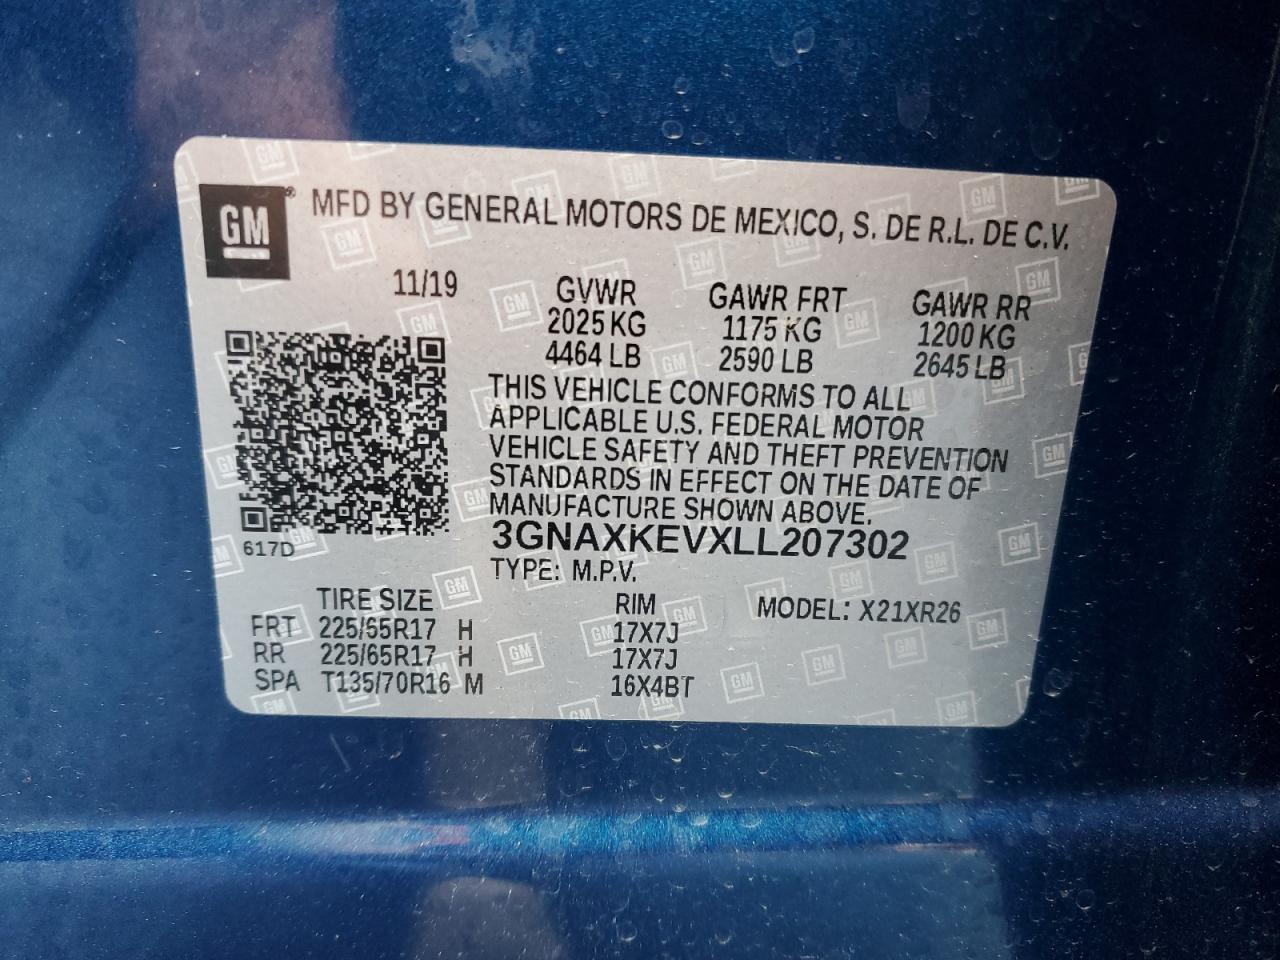 GM® MFD BY GENERAL MOTORS DE MEXICO, S. DE R.L. DE C.V.
11/19 GVWR GAWR FRT GAWR RR
2025 KG 1175 KG 1200 KG
4464 LB 2590 LB 2645 LB
THIS VEHICLE CONFORMS TO ALL
APPLICABLE U.S. FEDERAL MOTOR
VEHICLE SAFETY AND THEFT PREVENTION
STANDARDS IN EFFECT ON THE DATE OF
MANUFACTURE SHOWN ABOVE.
3GNAXKEVXLL207302
617D
TYPE: M.P.V.
TIRE SIZE RIM MODEL: X21XR26
FRT 225/65R17 H 17X7J
RR 225/65R17 H 17X7J
SPA T135/70R16 M 16X4BT